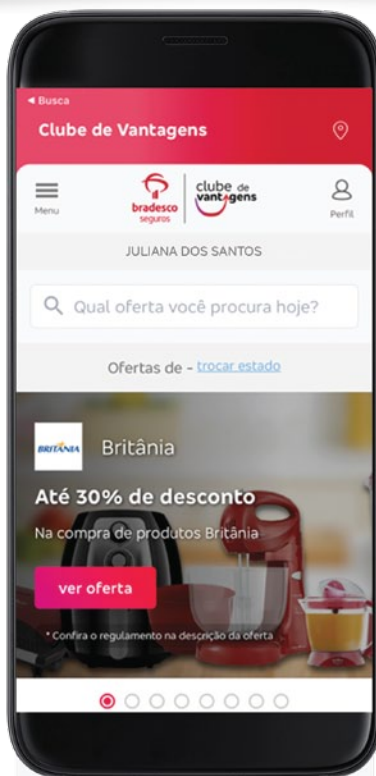 Busca
Clube de Vantagens
Menu
bradesco
seguros
clube de
vantagens
Perfil
JULIANA DOS SANTOS
Qual oferta você procura hoje?
Ofertas de - trocar estado
BRITÂNIA
Britânia
Até 30% de desconto
Na compra de produtos Britânia
ver oferta
* Confira o regulamento na descrição da oferta